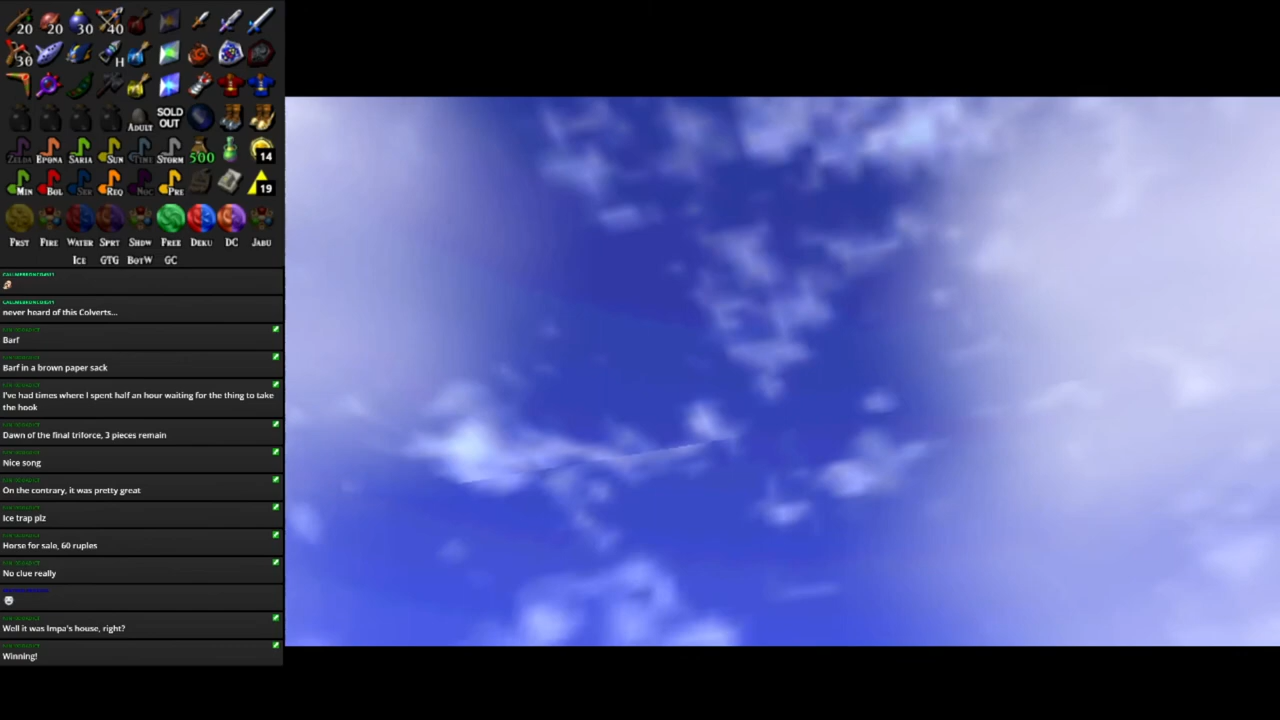 20 20 30 40
30 H
ADULT SOLD OUT
ZELDA EPONA SARIA SUN TIME STORM 500 14
MIN BOL SER REQ NOC PRE 19
FRST FIRE WATER SPRT SHDW FREE DEKU DC JABU
ICE GTG BOTW GC
never heard of this Colverts...
Barf
Barf in a brown paper sack
I've had times where I spent half an hour waiting for the thing to take
the hook
Dawn of the final triforce, 3 pieces remain
Nice song
On the contrary, it was pretty great
Ice trap plz
Horse for sale, 60 ruples
No clue really
Well it was Impa's house, right?
Winning!